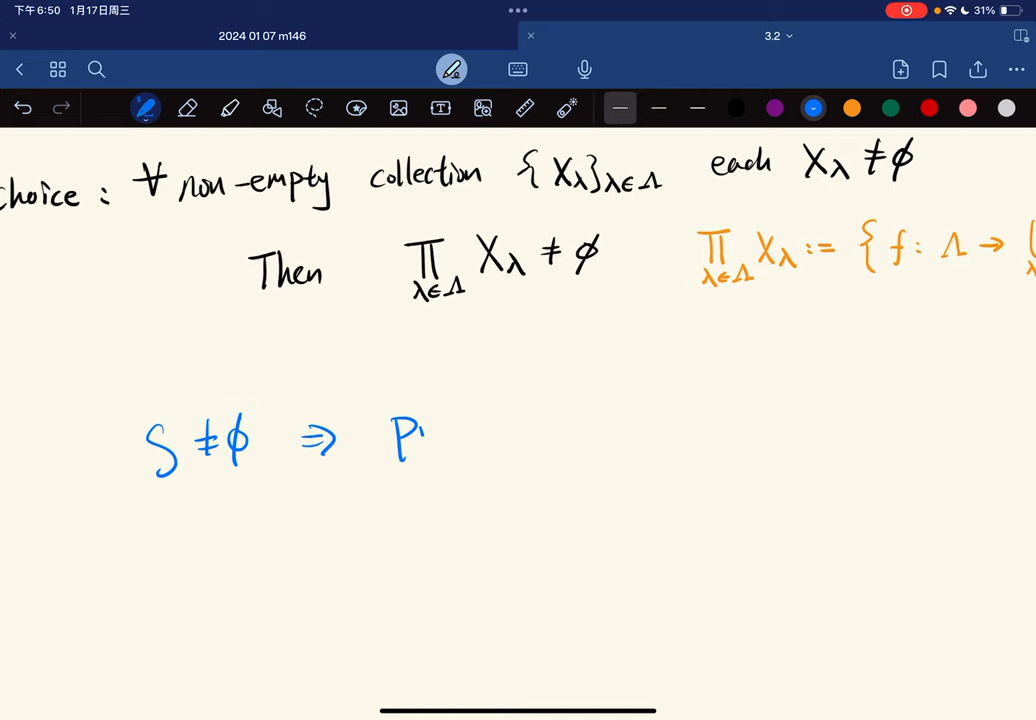 下午6:50 1月17日周三
31%
2024 01 07 m146
3.2
choice : ∀ non-empty collection {Xλ}λ∈Λ each Xλ ≠ ϕ
Then ∏λ∈Λ Xλ ≠ ϕ ∏λ∈Λ Xλ := { f : Λ →
S ≠ ϕ ⇒ P